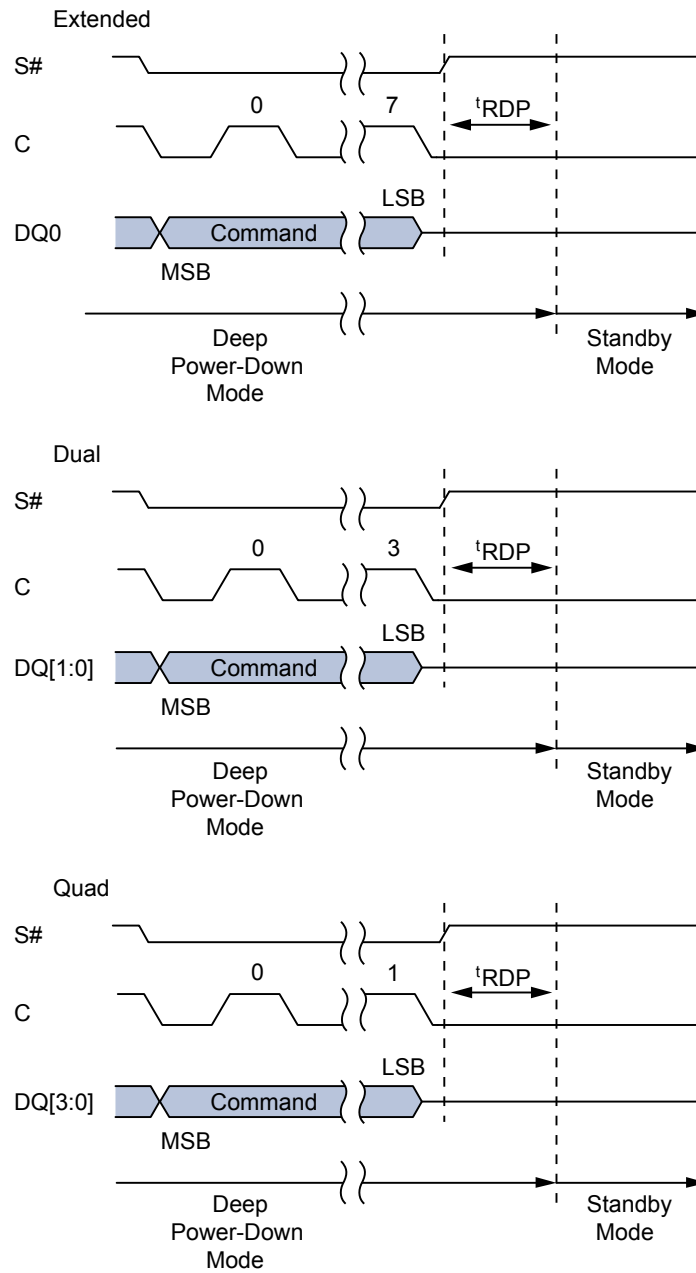 Extended
S#
0 7
tRDP
C
LSB
DQ0
Command
MSB
Deep
Power-Down
Mode
Standby
Mode
Dual
S#
0 3
tRDP
C
LSB
DQ[1:0]
Command
MSB
Deep
Power-Down
Mode
Standby
Mode
Quad
S#
0 1
tRDP
C
LSB
DQ[3:0]
Command
MSB
Deep
Power-Down
Mode
Standby
Mode